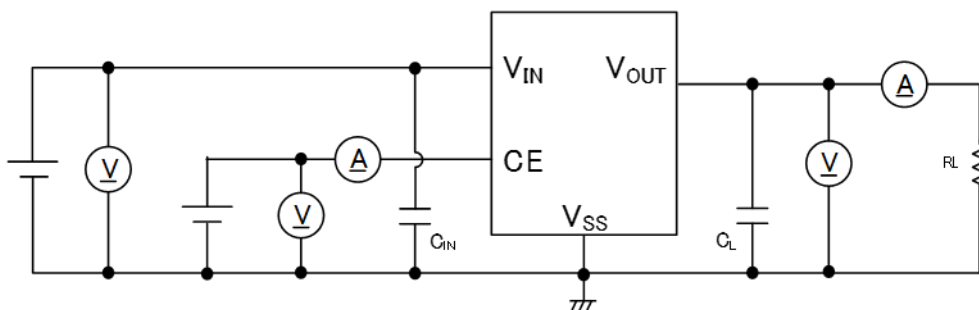 VIN VOUT
A
V A CE V RL
V VSS
CIN CL